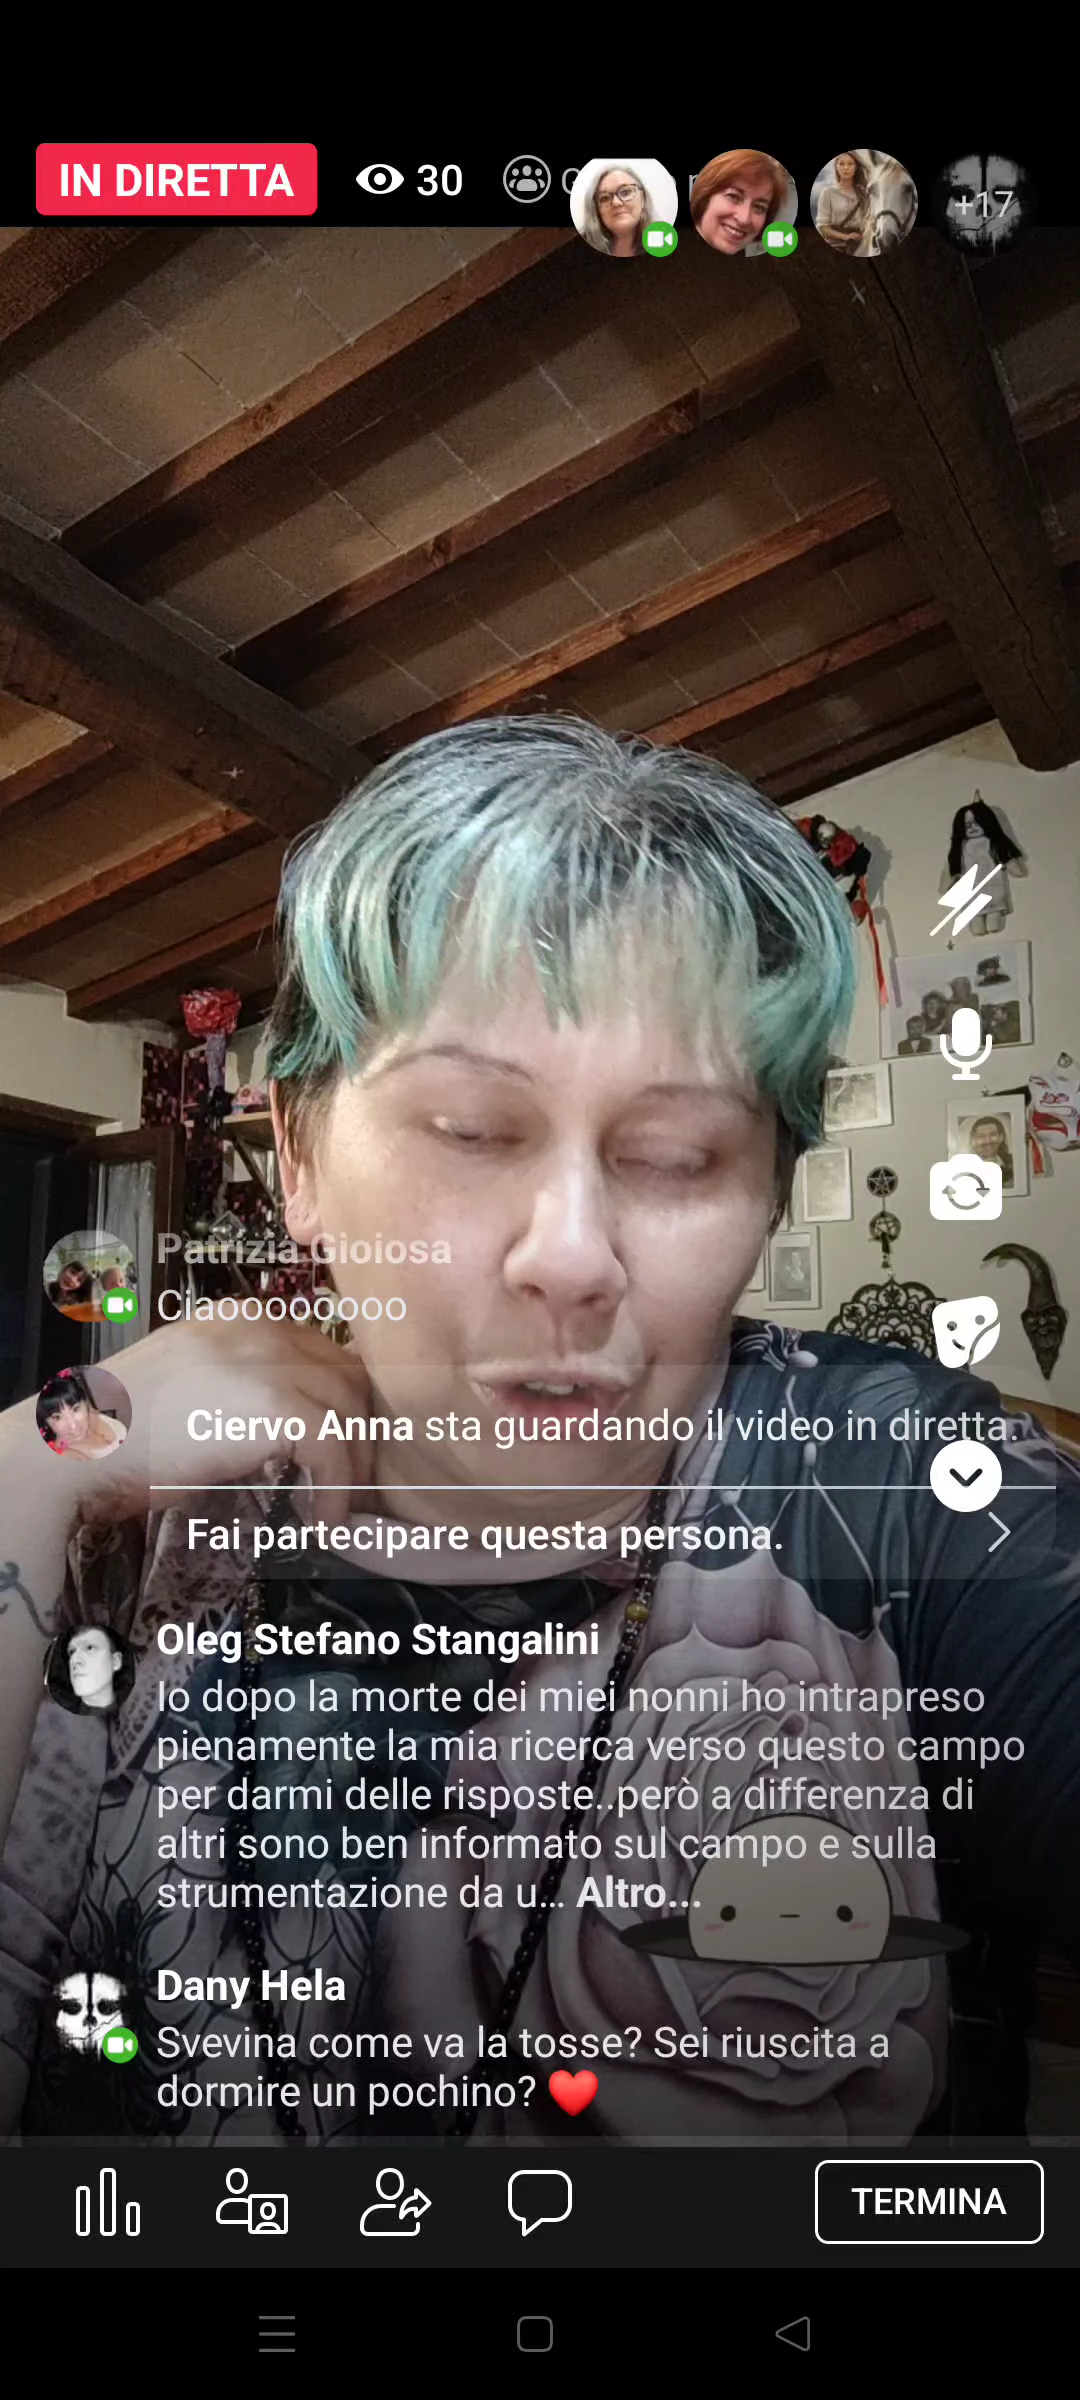 IN DIRETTA
30
+17
Patrizia Gioiosa
Ciaooooooooo
Ciervo Anna sta guardando il video in diretta.
Fai partecipare questa persona.
Oleg Stefano Stangalini
Io dopo la morte dei miei nonni ho intrapreso
pienamente la mia ricerca verso questo campo
per darmi delle risposte..però a differenza di
altri sono ben informato sul campo e sulla
strumentazione da u... Altro...
Dany Hela
Svevina come va la tosse? Sei riuscita a
dormire un pochino? ❤️
TERMINA